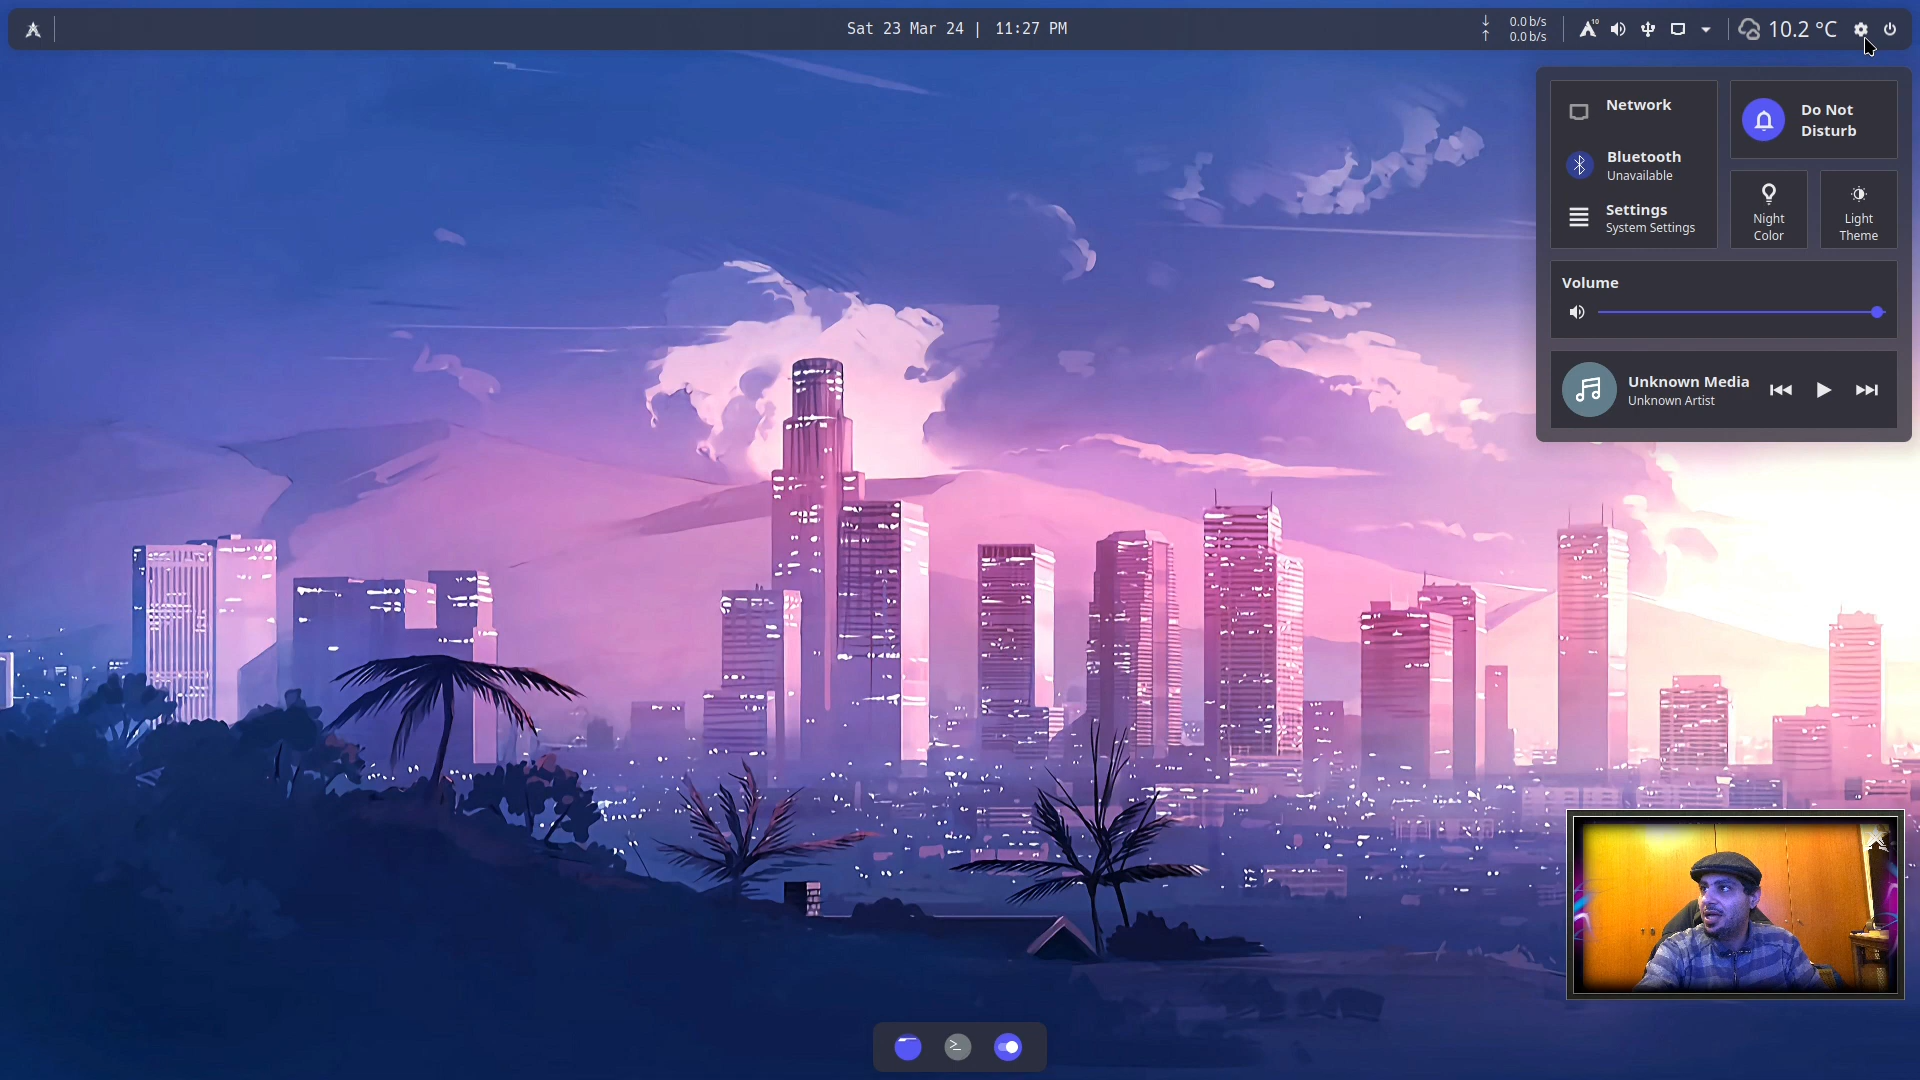 Sat 23 Mar 24 | 11:27 PM
0.0 b/s
0.0 b/s
10
10.2 °C
Network
Bluetooth
Unavailable
Settings
System Settings
Do Not
Disturb
Night
Color
Light
Theme
Volume
Unknown Media
Unknown Artist